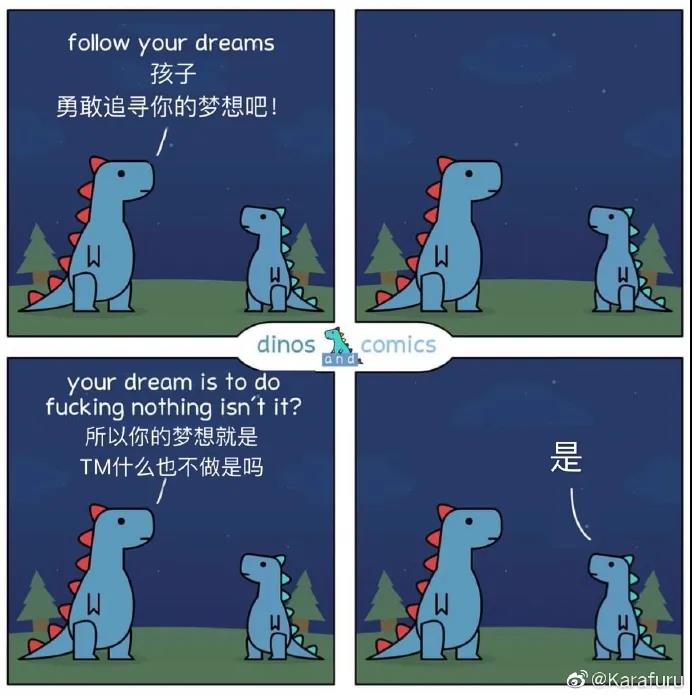 follow your dreams
孩子
勇敢追寻你的梦想吧!
dinos and comics
your dream is to do
fucking nothing isn't it?
所以你的梦想就是
TM什么也不做是吗
是
@Karafuru